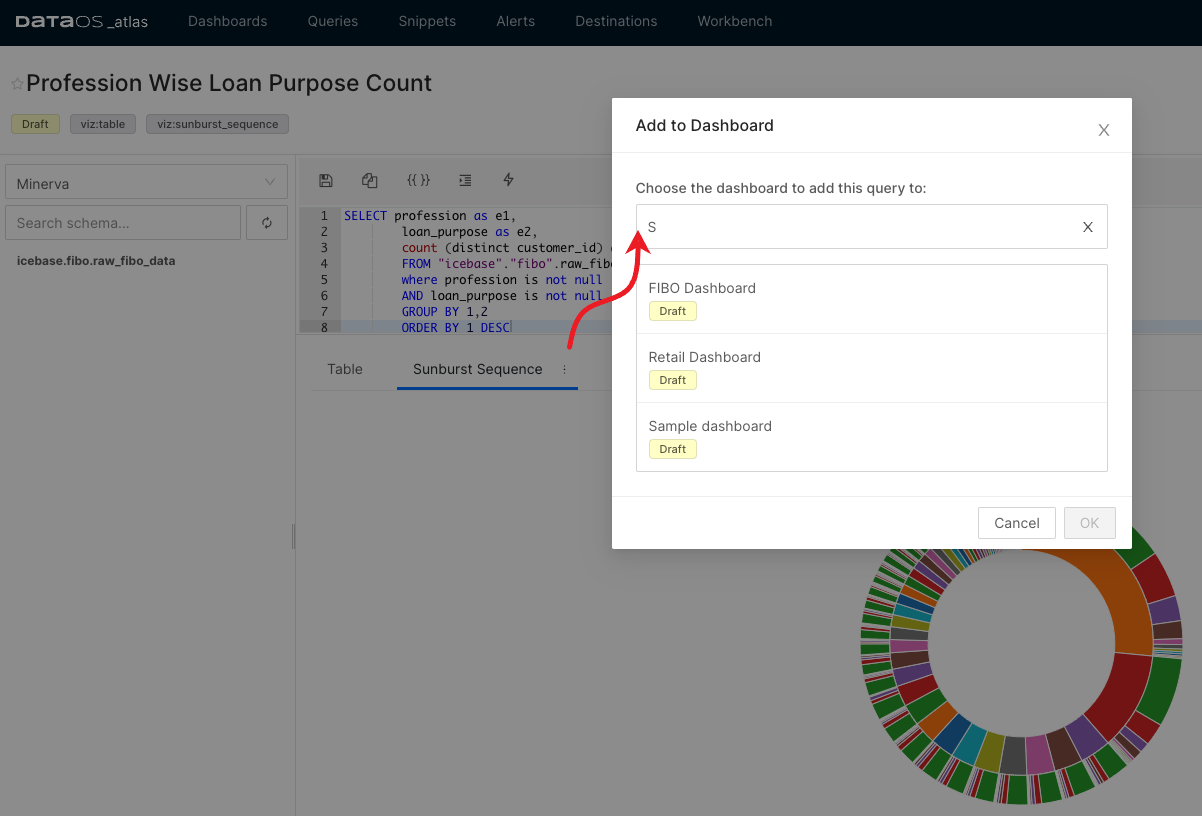 DATAOS _atlas Dashboards Queries Snippets Alerts Destinations Workbench
Profession Wise Loan Purpose Count
Draft viz:table viz:sunburst_sequence
Minerva
Search schema...
icebase.fibo.raw_fibo_data
1 SELECT profession as e1,
2 loan_purpose as e2,
3 count (distinct customer_id)
4 FROM "icebase"."fibo".raw_fibo
5 where profession is not null
6 AND loan_purpose is not null
7 GROUP BY 1,2
8 ORDER BY 1 DESC
Table Sunburst Sequence
Add to Dashboard
X
Choose the dashboard to add this query to:
S X
FIBO Dashboard
Draft
Retail Dashboard
Draft
Sample dashboard
Draft
Cancel OK